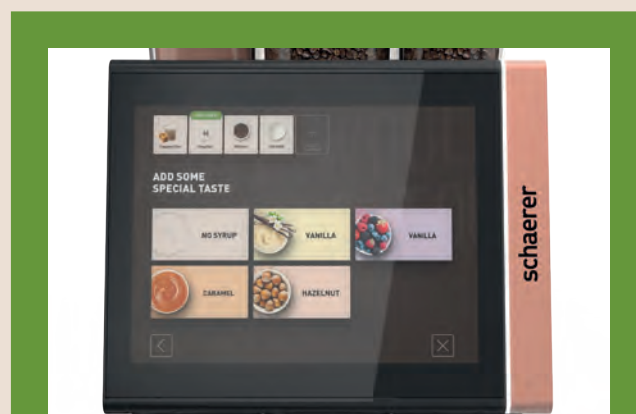 ADD SOME
SPECIAL TASTE
NO SYRUP
VANILLA
VANILLA
CARAMEL
HAZELNUT
schaerer